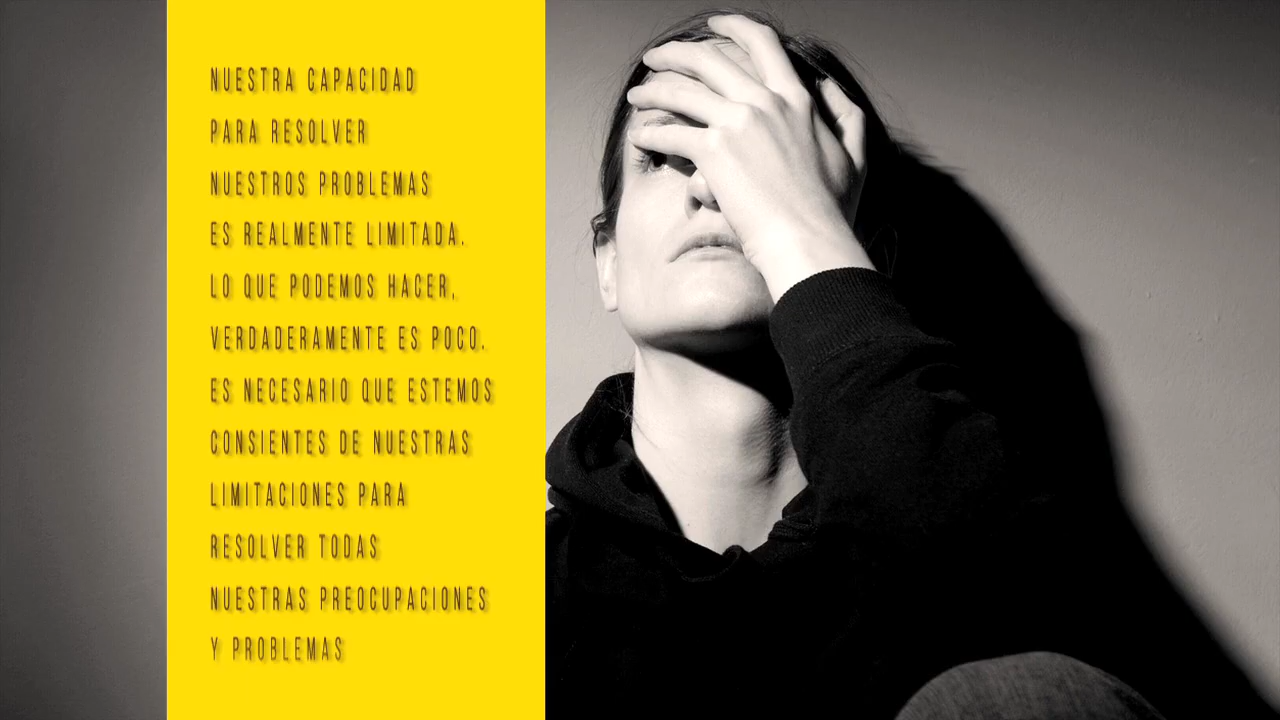 NUESTRA CAPACIDAD
PARA RESOLVER
NUESTROS PROBLEMAS
ES REALMENTE LIMITADA.
LO QUE PODEMOS HACER,
VERDADERAMENTE ES POCO.
ES NECESARIO QUE ESTEMOS
CONSIENTES DE NUESTRAS
LIMITACIONES PARA
RESOLVER TODAS
NUESTRAS PREOCUPACIONES
Y PROBLEMAS